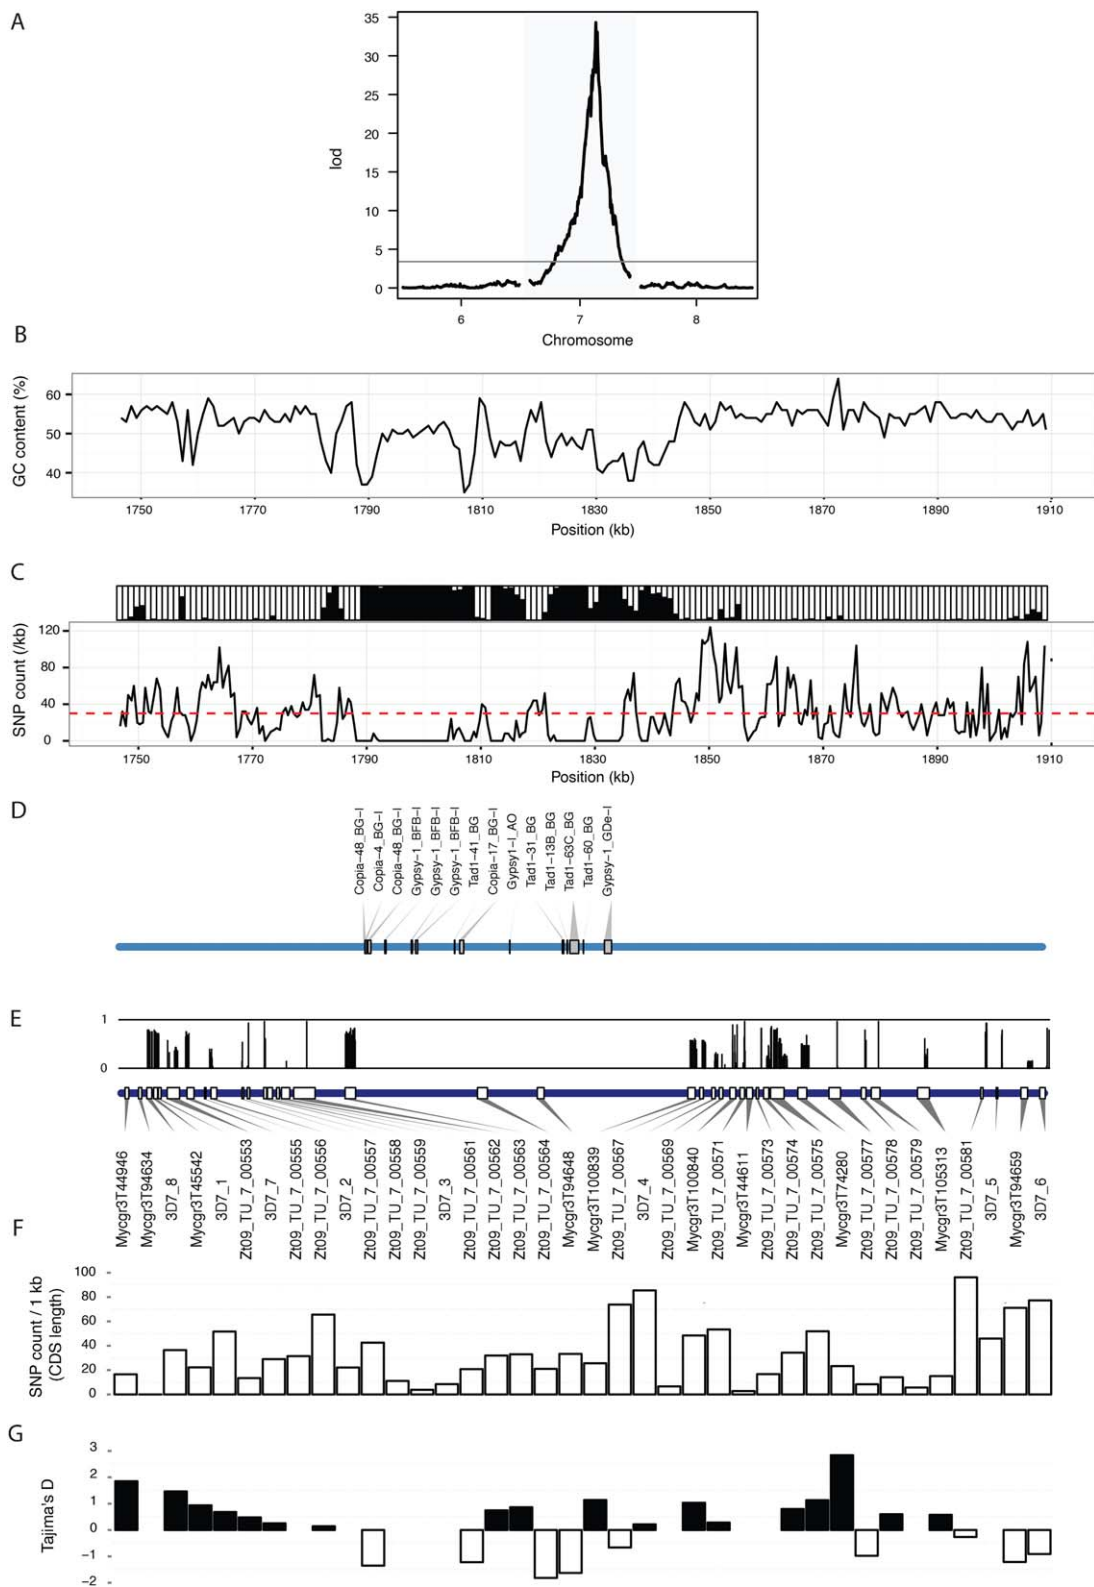 A
35
30
25
20
15
10
5
0
lod
6 7 8
Chromosome
B
GC content (%)
60
50
40
1750 1770 1790 1810 1830 1850 1870 1890 1910
Position (kb)
C
SNP count (/kb)
120
80
40
0
1750 1770 1790 1810 1830 1850 1870 1890 1910
Position (kb)
D
Copia-48_BG-I
Copia-4_BG-I
Copia-48_BG-I
Gypsy-1_BFB-I
Gypsy-1_BFB-I
Gypsy-1_BFB-I
Tad1-41_BG
Copia-17_BG-I
Gypsy1-I_AO
Tad1-31_BG
Tad1-13B_BG
Tad1-63C_BG
Tad1-60_BG
Gypsy-1_GDe-I
E
1
0
Mycgr3T44946
Mycgr3T94634
3D7_8
Mycgr3T45542
3D7_1
Zt09_TU_7_00553
3D7_7
Zt09_TU_7_00555
Zt09_TU_7_00556
3D7_2
Zt09_TU_7_00557
Zt09_TU_7_00558
Zt09_TU_7_00599
3D7_3
Zt09_TU_7_00561
Zt09_TU_7_00562
Zt09_TU_7_00563
Zt09_TU_7_00564
Mycgr3T94648
Mycgr3T100839
Zt09_TU_7_00567
3D7_4
Zt09_TU_7_00569
Mycgr3T100840
Zt09_TU_7_00571
Mycgr3T44611
Zt09_TU_7_00573
Zt09_TU_7_00574
Zt09_TU_7_00575
Mycgr3T74280
Zt09_TU_7_00577
Zt09_TU_7_00578
Zt09_TU_7_00579
Mycgr3T105313
Zt09_TU_7_00581
3D7_5
Mycgr3T94659
3D7_6
F
SNP count / 1 kb
(CDS length)
100
80
60
40
20
0
G
Tajima's D
3
2
1
0
-1
-2